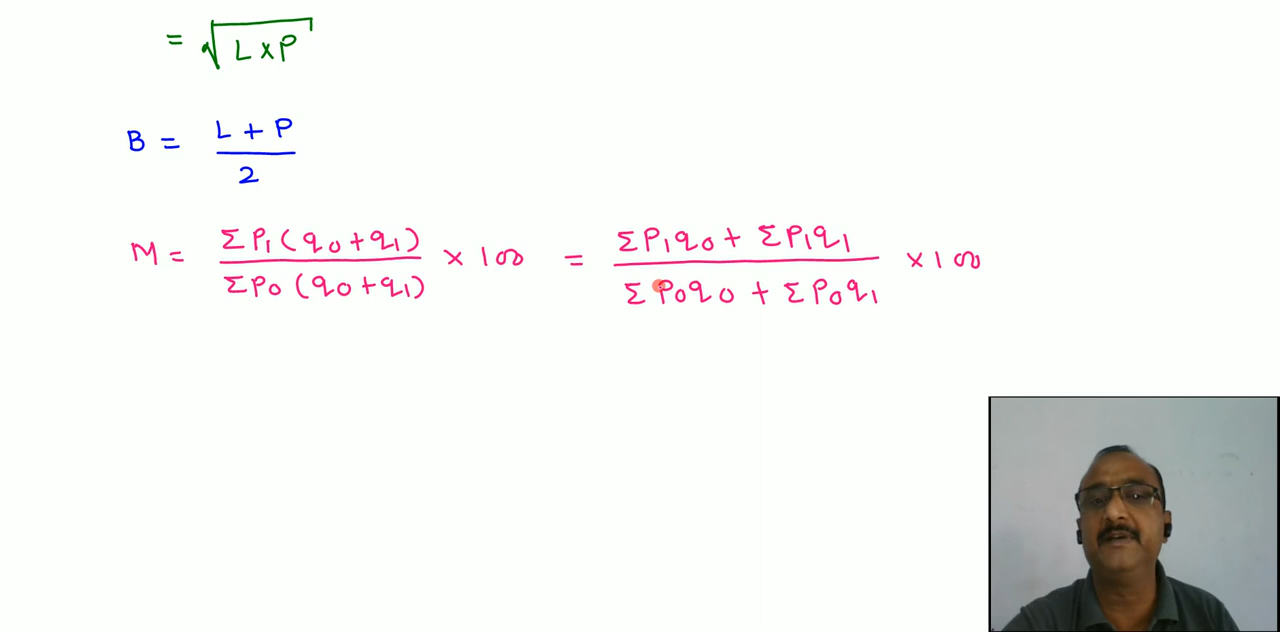 = √L×P
B = L + P / 2
M = ΣP₁(q₀+q₁) / ΣP₀(q₀+q₁) × 100 = ΣP₁q₀ + ΣP₁q₁ / ΣP₀q₀ + ΣP₀q₁ × 100